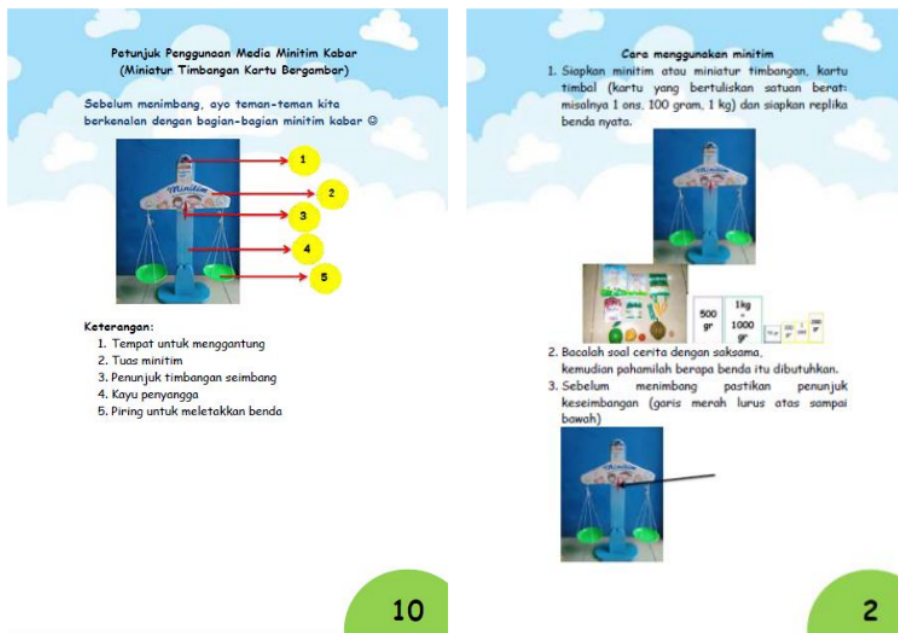 Petunjuk Penggunaan Media Minitim Kabar
(Miniatur Timbangan Kartu Bergambar)
Sebelum menimbang, ayo teman-teman kita
berkenalan dengan bagian-bagian minitim kabar ☺
Minitim
1
2
3
4
5
Keterangan:
1. Tempat untuk menggantung
2. Tuas minitim
3. Penunjuk timbangan seimbang
4. Kayu penyangga
5. Piring untuk meletakkan benda
10
Cara menggunakan minitim
1. Siapkan minitim atau miniatur timbangan, kartu
timbal (kartu yang bertuliskan satuan berat:
misalnya 1 ons, 100 gram, 1 kg) dan siapkan replika
benda nyata.
Minitim
500
gr
1kg
=
1000
gr
2. Bacalah soal cerita dengan saksama,
kemudian pahamilah berapa benda itu dibutuhkan.
3. Sebelum menimbang pastikan penunjuk
keseimbangan (garis merah lurus atas sampai
bawah)
Minitim
2